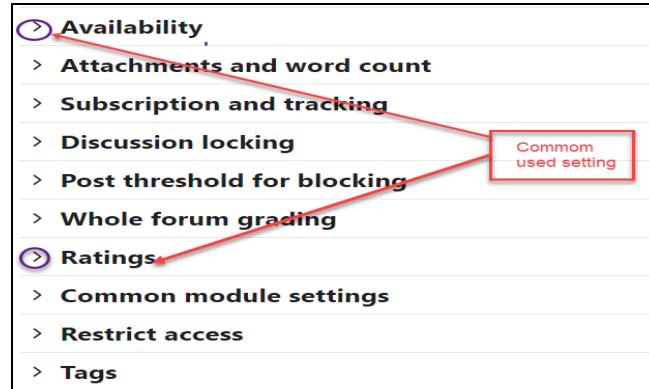 > Availability
> Attachments and word count
> Subscription and tracking
> Discussion locking
Commom
used setting
> Post threshold for blocking
> Whole forum grading
> Ratings
> Common module settings
> Restrict access
> Tags